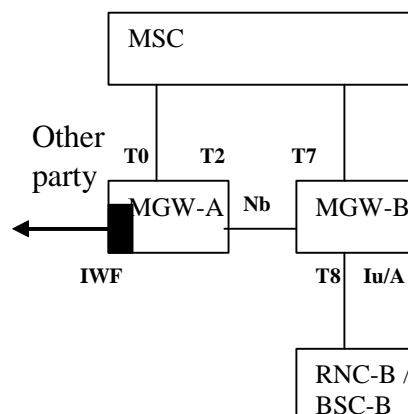 MSC
Other
party
T0
T2
T7
MGW-A
Nb
MGW-B
IWF
T8
Iu/A
RNC-B /
BSC-B